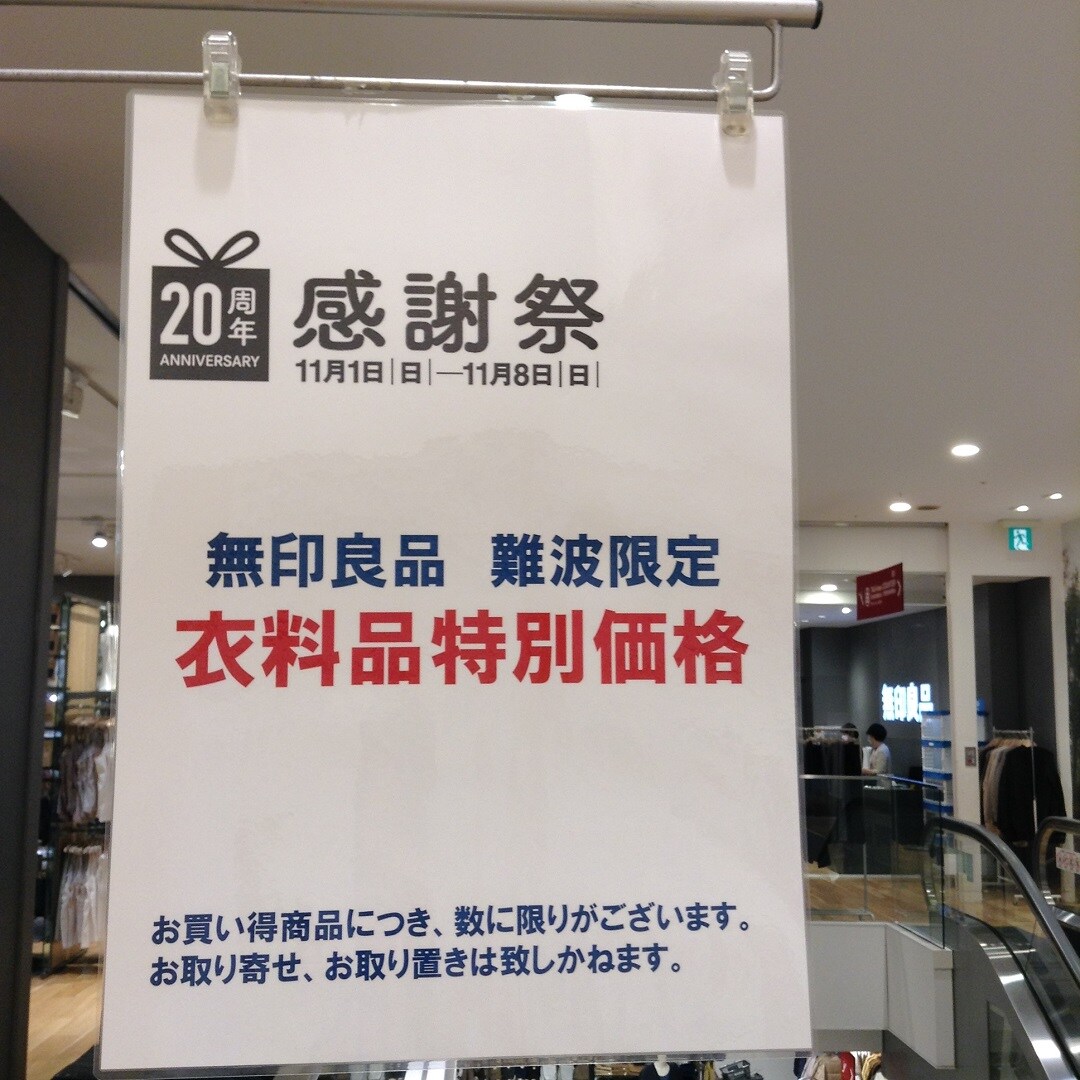 20周年
ANNIVERSARY
感謝祭
11月1日|日|—11月8日|日|
無印良品 難波限定
衣料品特別価格
お買い得商品につき、数に限りがございます。
お取り寄せ、お取り置きは致しかねます。
無印良品